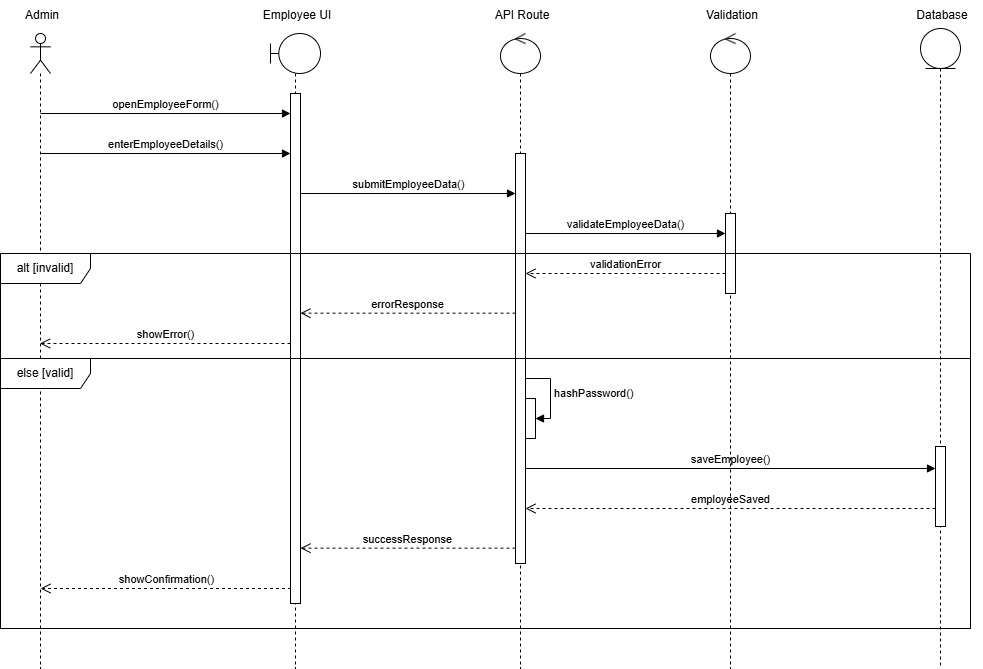 Admin
Employee UI
API Route
Validation
Database
openEmployeeForm()
enterEmployeeDetails()
submitEmployeeData()
validateEmployeeData()
alt [invalid]
validationError
errorResponse
showError()
else [valid]
hashPassword()
saveEmployee()
employeeSaved
successResponse
showConfirmation()